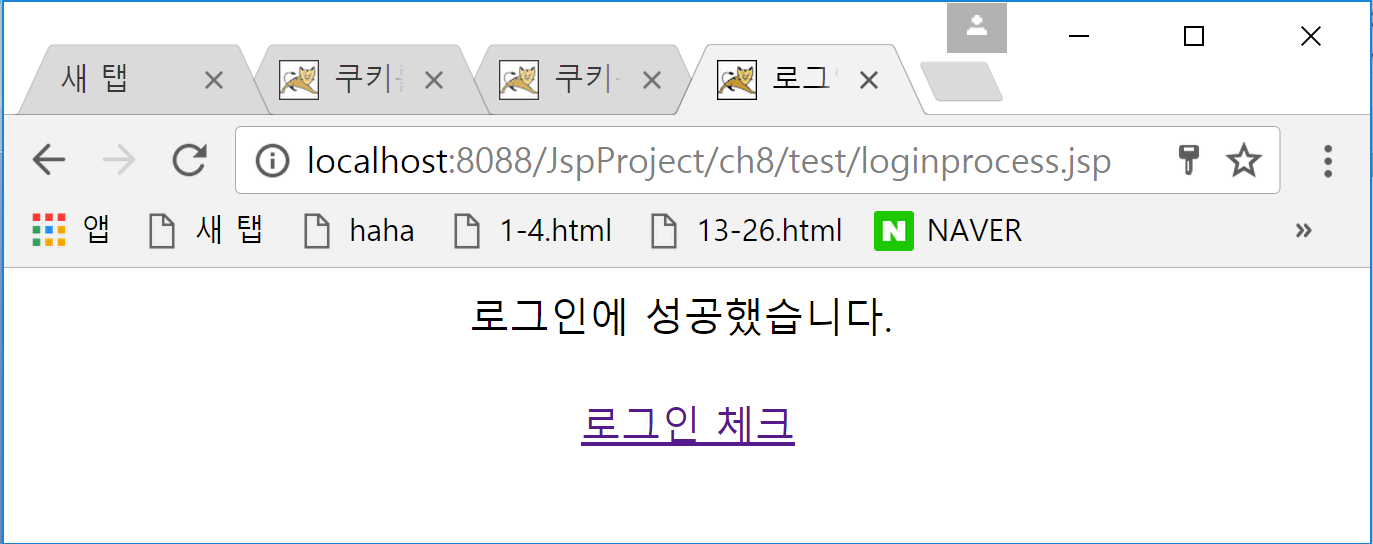 새 탭 쿠키 쿠키 로그
localhost:8088/JspProject/ch8/test/loginprocess.jsp
앱 새 탭 haha 1-4.html 13-26.html N NAVER »
로그인에 성공했습니다.
로그인 체크